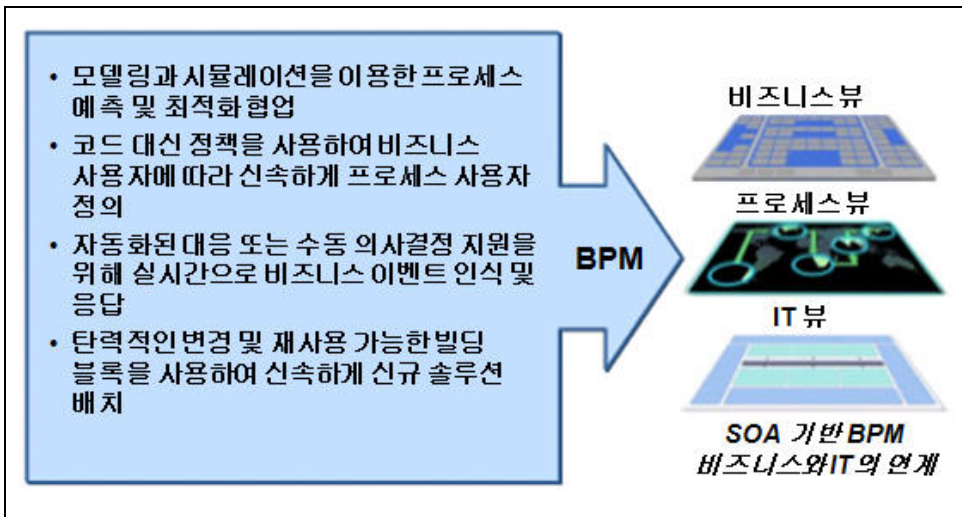 • 모델링과 시뮬레이션을 이용한 프로세스
예측 및 최적화 협업
• 코드 대신 정책을 사용하여 비즈니스
사용자에 따라 신속하게 프로세스 사용자
정의
• 자동화된 대응 또는 수동 의사결정 지원을
위해 실시간으로 비즈니스 이벤트 인식 및
응답
• 탄력적인 변경 및 재사용 가능한 빌딩
블록을 사용하여 신속하게 신규 솔루션
배치
BPM
비즈니스 뷰
프로세스 뷰
IT 뷰
SOA 기반 BPM
비즈니스와 IT의 연계